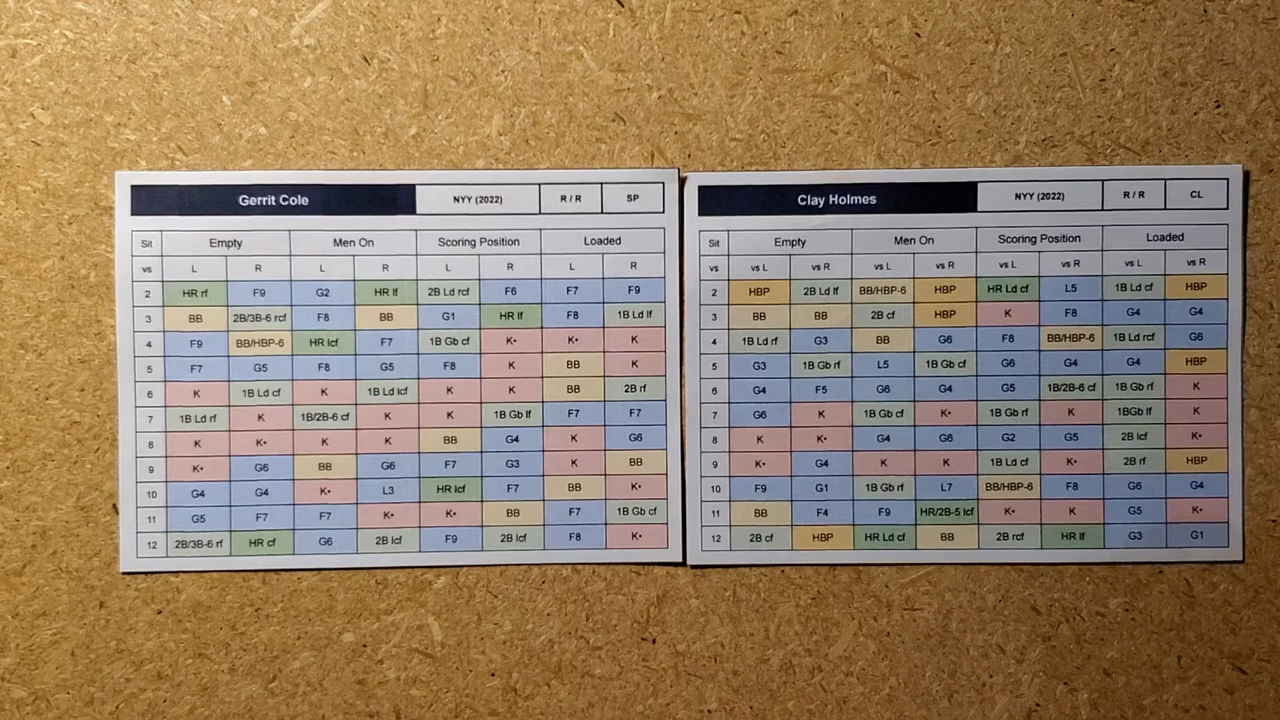 Gerrit Cole NYY (2022) R / R SP
Sit Empty Men On Scoring Position Loaded
vs L R L R L R L R
2 HR rf F9 G2 HR lf 2B Ld rcf F6 F7 F9
3 BB 2B/3B-6 rcf F8 BB G1 HR lf F8 1B Ld lf
4 F9 BB/HBP-6 HR lcf F7 1B Gb cf K• K• K
5 F7 G5 F8 G5 F8 K BB K
6 K 1B Ld cf K 1B Ld lcf K K BB 2B rf
7 1B Ld rf K 1B/2B-6 cf K K 1B Gb lf F7 F7
8 K K• K K BB G4 K G6
9 K• G6 BB G6 F7 G3 K BB
10 G4 G4 K• L3 HR lcf F7 BB K•
11 G5 F7 F7 K• K• BB F7 1B Gb cf
12 2B/3B-6 rf HR cf G6 2B lcf F9 2B lcf F8 K•
Clay Holmes NYY (2022) R / R CL
Sit Empty Men On Scoring Position Loaded
vs vs L vs R vs L vs R vs L vs R vs L vs R
2 HBP 2B Ld lf BB/HBP-6 HBP HR Ld cf L5 1B Ld cf HBP
3 BB BB 2B cf HBP K F8 G4 G4
4 1B Ld rf G3 BB G6 F8 BB/HBP-6 1B Ld rcf G6
5 G3 1B Gb rf L5 1B Gb cf G6 G4 G4 HBP
6 G4 F5 G6 G4 G5 1B/2B-6 cf 1B Gb rf K
7 G6 K 1B Gb cf K• 1B Gb rf K 1BGb lf K
8 K K• G4 G6 G2 G5 2B lcf K•
9 K• G4 K K 1B Ld cf K• 2B rf HBP
10 F9 G1 1B Gb rf L7 BB/HBP-6 F8 G6 G4
11 BB F4 F9 HR/2B-5 lcf K• K G5 K•
12 2B cf HBP HR Ld cf BB 2B rcf HR lf G3 G1